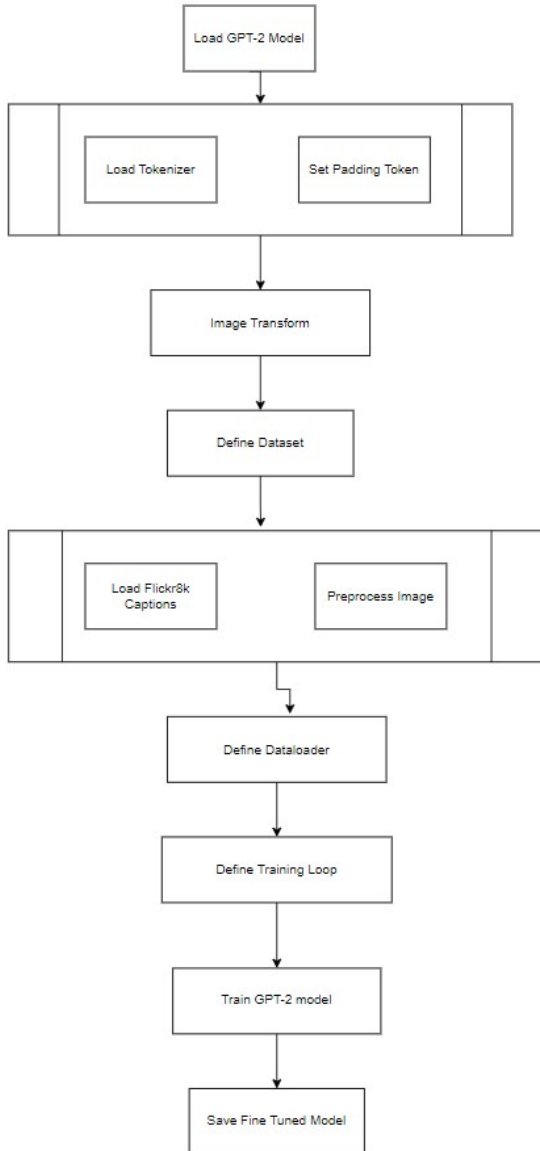 Load GPT-2 Model
Load Tokenizer
Set Padding Token
Image Transform
Define Dataset
Load Flickr8k
Captions
Preprocess Image
Define Dataloader
Define Training Loop
Train GPT-2 model
Save Fine Tuned Model